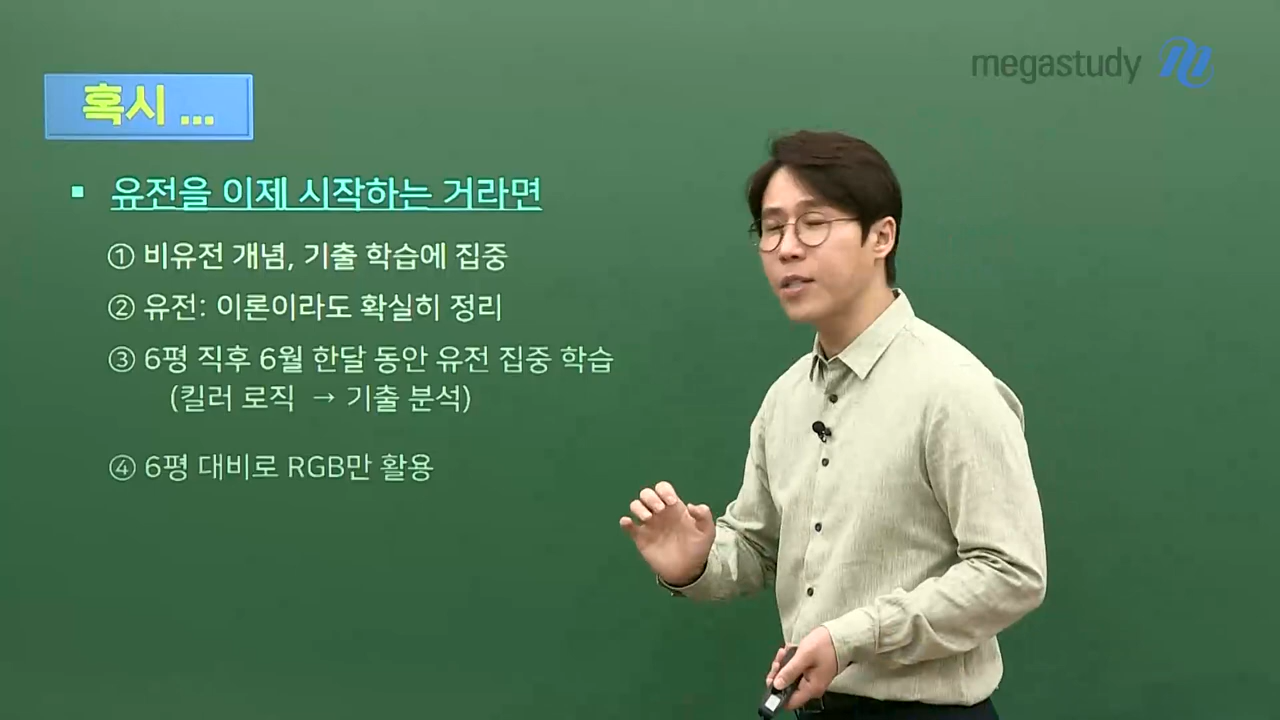 megastudy
혹시 ...
▪ 유전을 이제 시작하는 거라면
① 비유전 개념, 기출 학습에 집중
② 유전: 이론이라도 확실히 정리
③ 6평 직후 6월 한달 동안 유전 집중 학습
(킬러 로직 → 기출 분석)
④ 6평 대비로 RGB만 활용